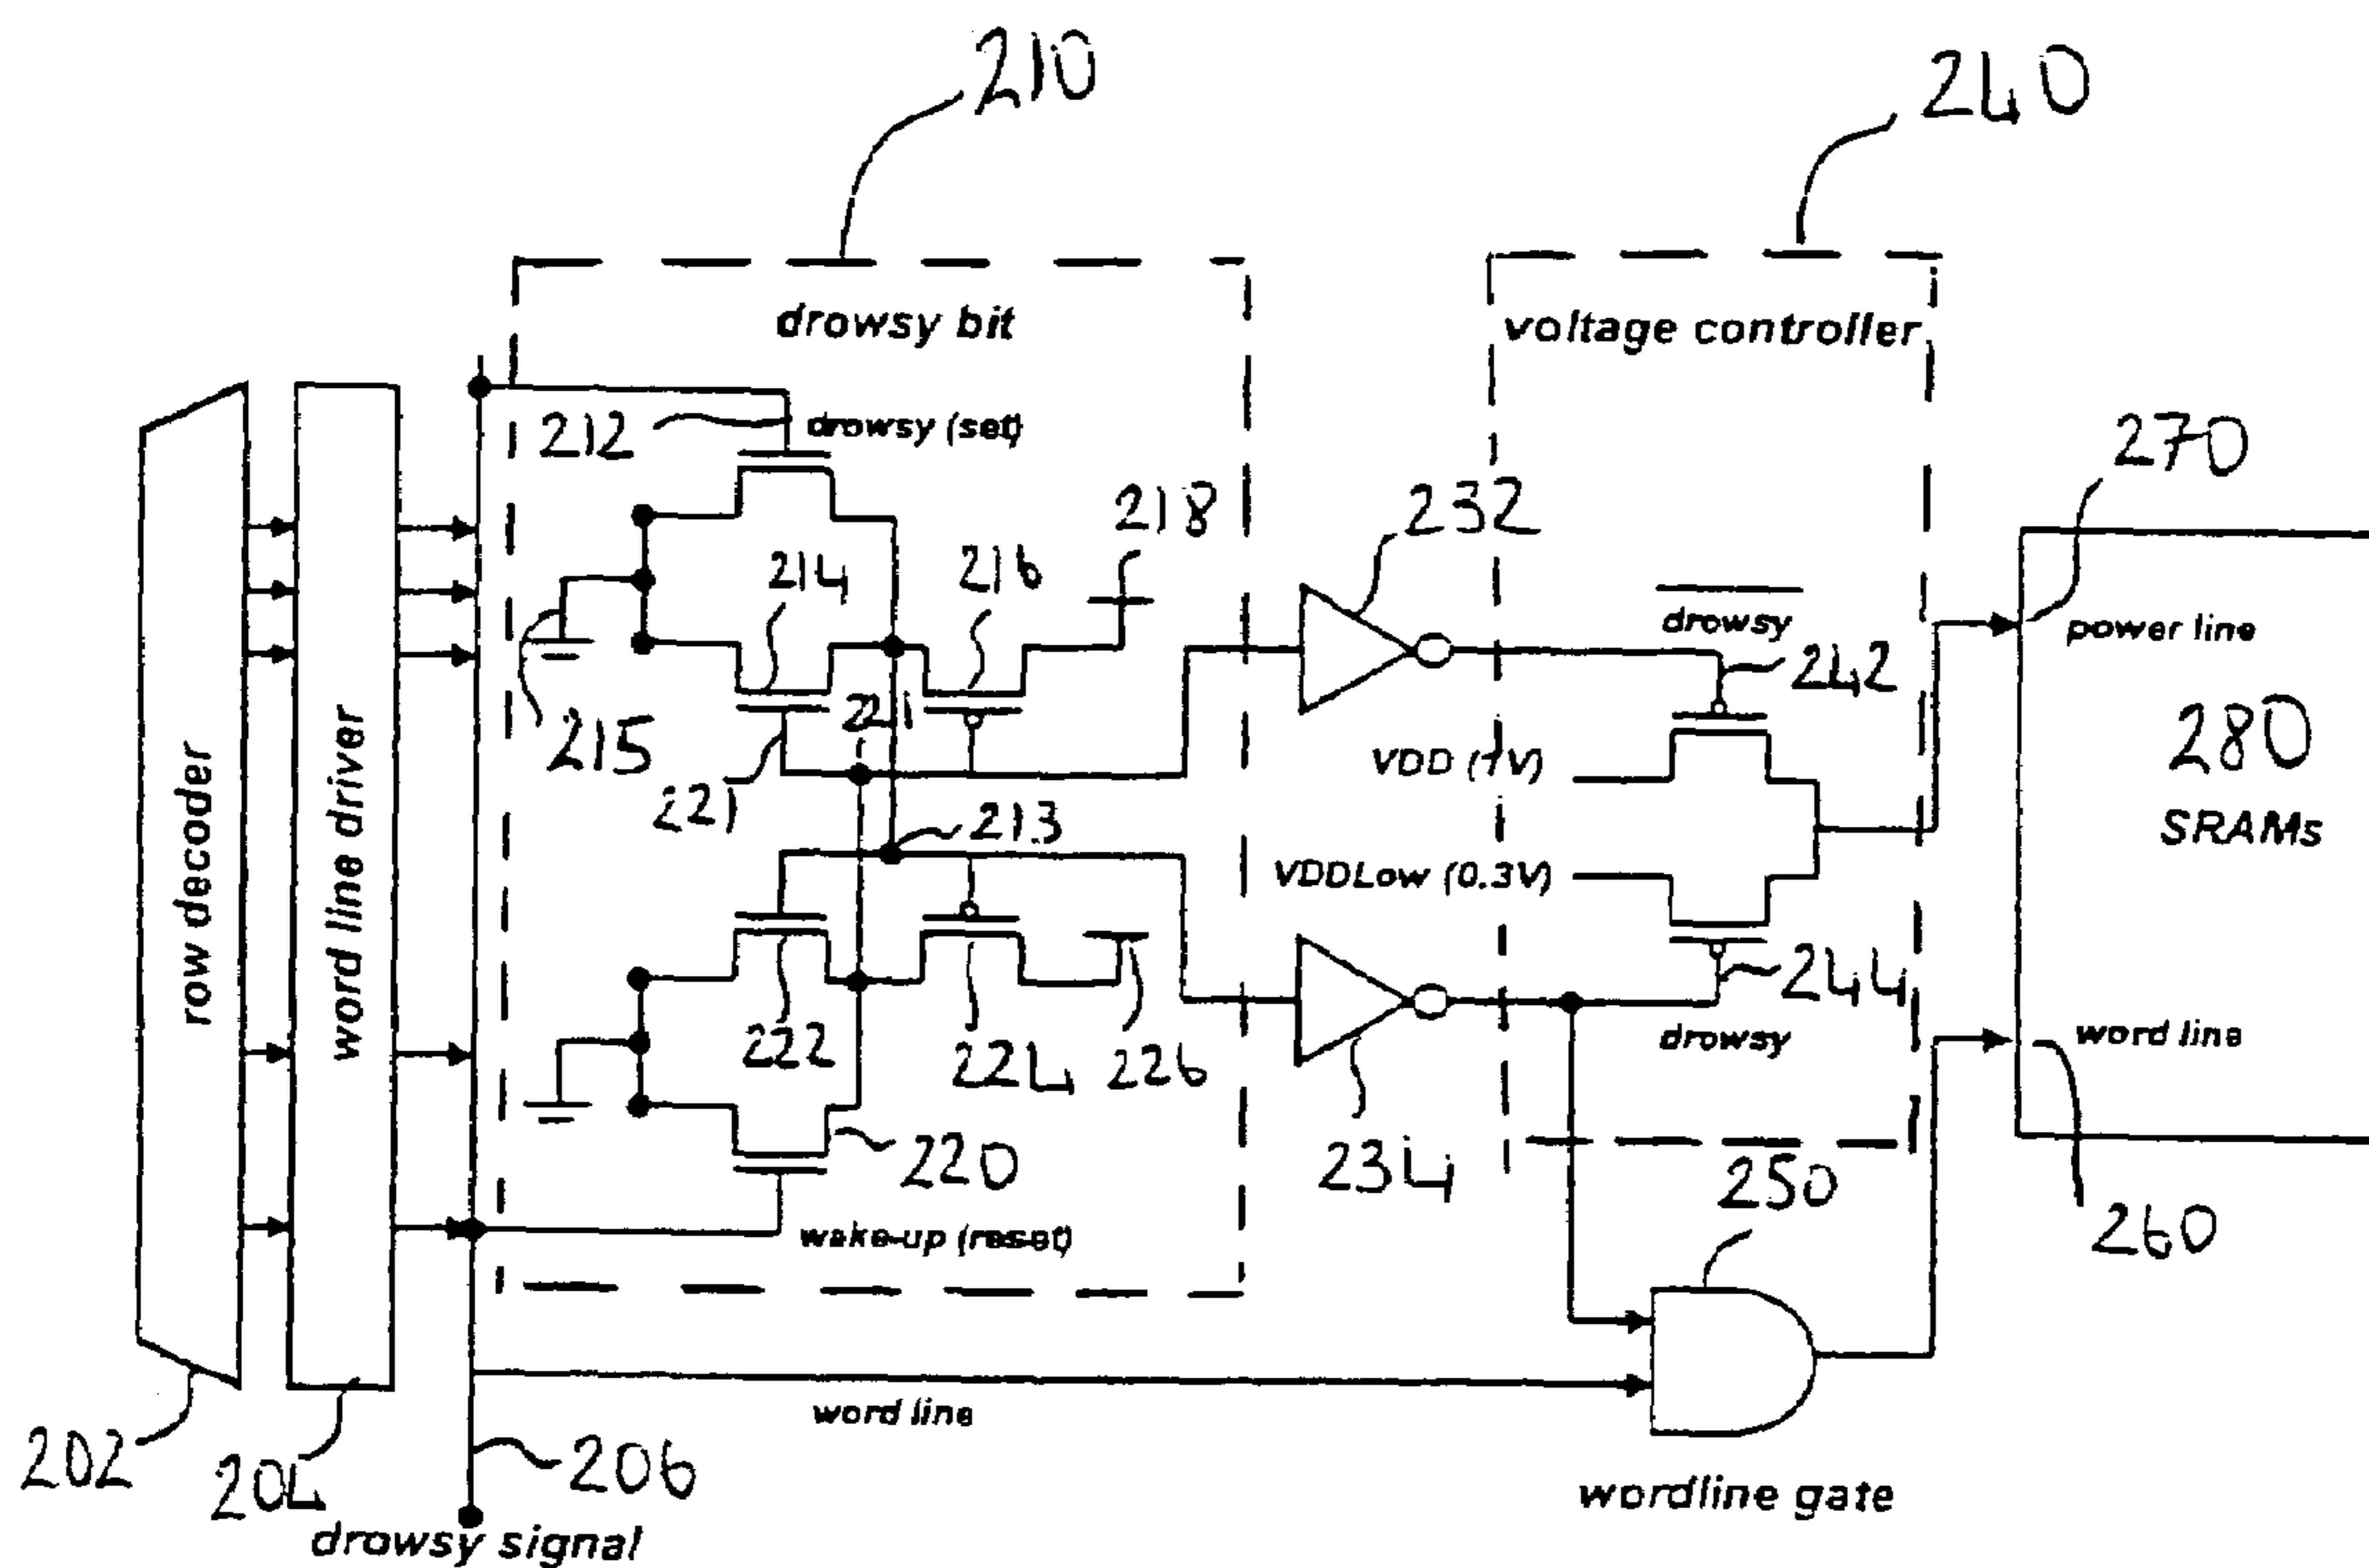 210
240
drowsy bit
voltage controller
212
drowsy (set)
218
232
270
214
216
drowsy
power line
242
215
221
221
VDD (1V)
280
SRAMs
row decoder
word line driver
213
VDDLow (0.3V)
222
224
226
244
drowsy
word line
234
220
250
260
wake-up (reset)
word line
202
204
206
wordline gate
drowsy signal